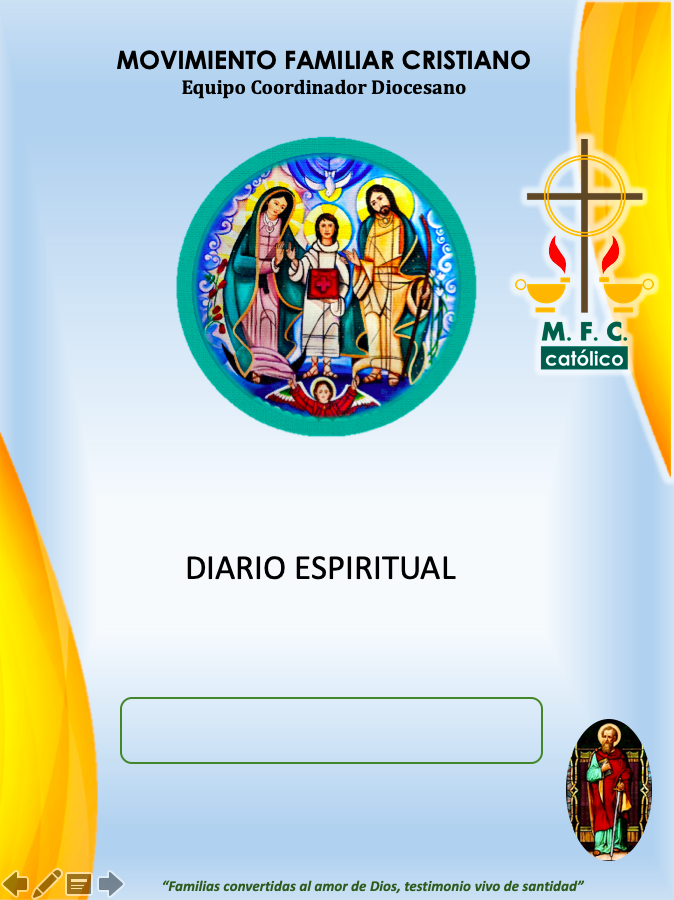 MOVIMIENTO FAMILIAR CRISTIANO
Equipo Coordinador Diocesano
M. F. C.
católico
DIARIO ESPIRITUAL
“Familias convertidas al amor de Dios, testimonio vivo de santidad”